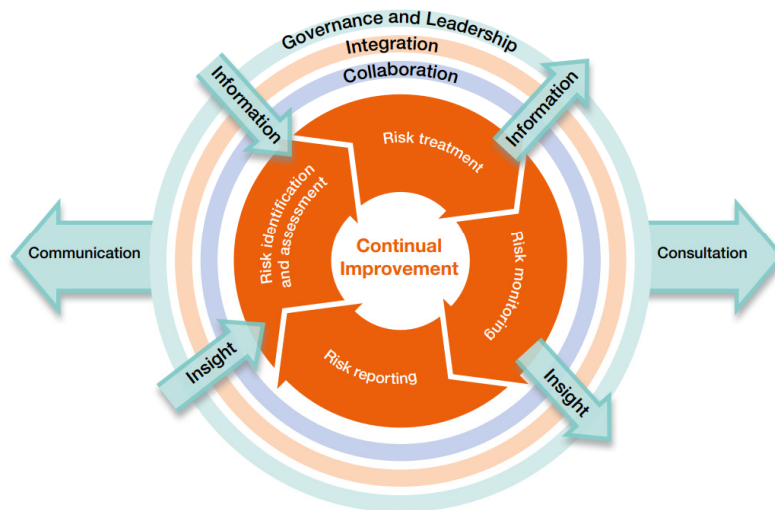 Governance and Leadership
Integration
Collaboration
Information
Information
Risk treatment
Risk identification
and assessment
Continual
Improvement
Communication
Consultation
Risk monitoring
Insight
Risk reporting
Insight